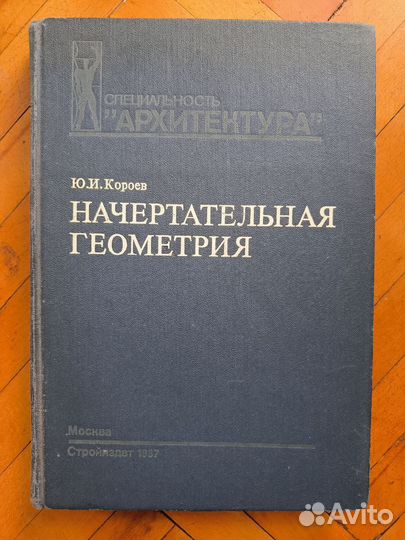 СПЕЦИАЛЬНОСТЬ
"АРХИТЕКТУРА"
Ю.И.Короев
НАЧЕРТАТЕЛЬНАЯ
ГЕОМЕТРИЯ
Москва
Стройиздат 1987
Avito